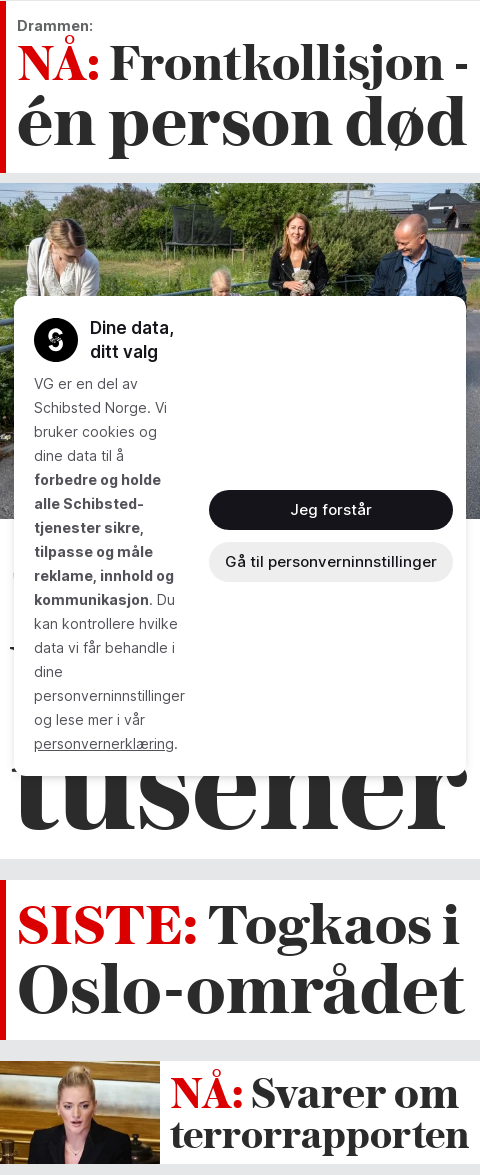 Drammen:
NÅ: Frontkollisjon -
én person død
Dine data,
ditt valg
VG er en del av
Schibsted Norge. Vi
bruker cookies og
dine data til å
forbedre og holde
alle Schibsted-
tjenester sikre,
tilpasse og måle
reklame, innhold og
kommunikasjon. Du
kan kontrollere hvilke
data vi får behandle i
dine
personverninnstillinger
og lese mer i vår
personvernerklæring.
Jeg forstår
Gå til personverninnstillinger
tusener
SISTE: Togkaos i
Oslo-området
NÅ: Svarer om
terrorrapporten